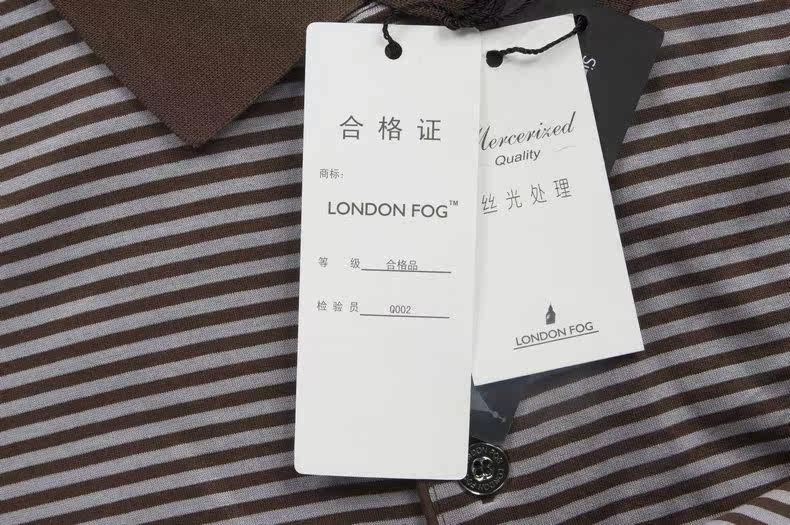 合格证
商标:
LONDON FOG™
等 级 合格品
检验员 Q002
Mercerized
Quality
丝光处理
LONDON FOG